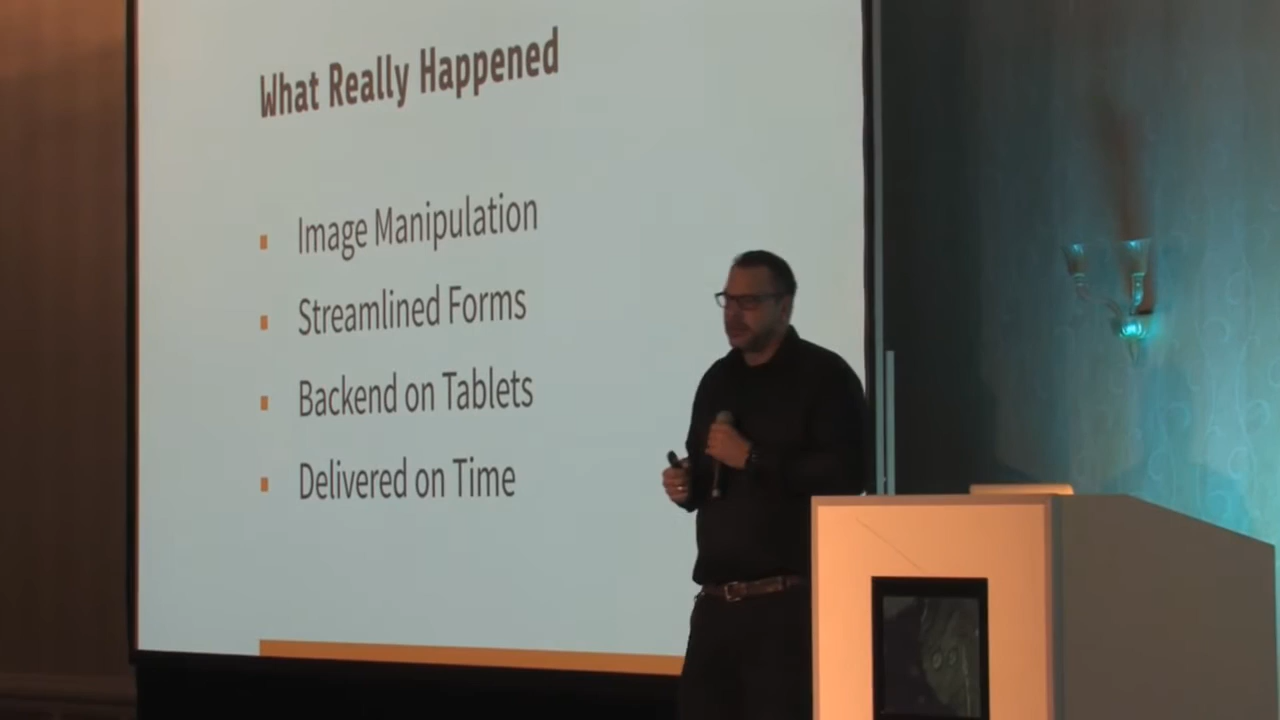 What Really Happened
Image Manipulation
Streamlined Forms
Backend on Tablets
Delivered on Time